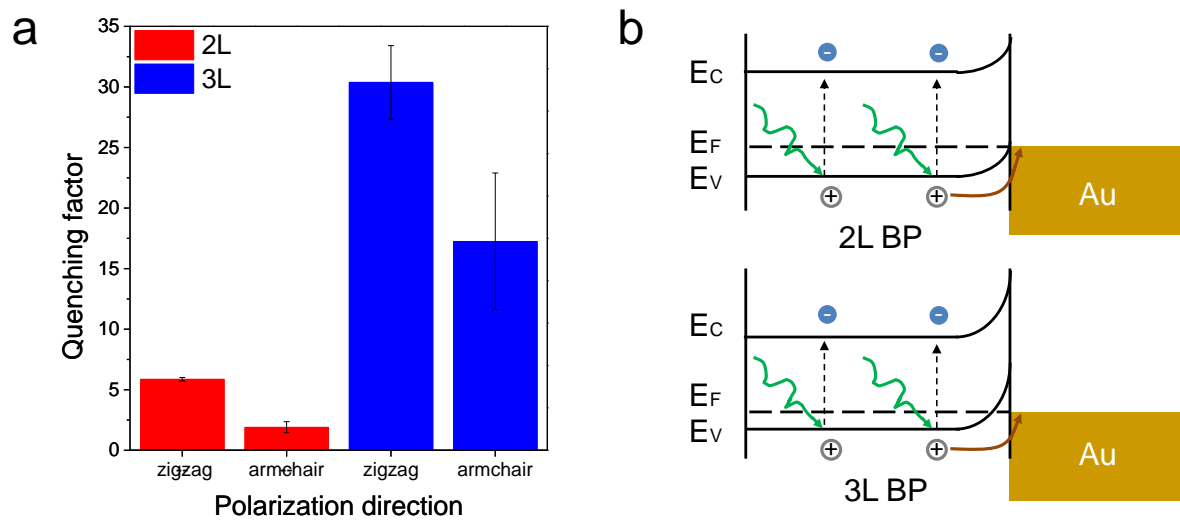 a
2L
3L
Quenching factor
35
30
25
20
15
10
5
0
zigzag armchair zigzag armchair
Polarization direction
b
EC
EF
EV
- -
+ +
Au
2L BP
EC
EF
EV
- -
+ +
Au
3L BP